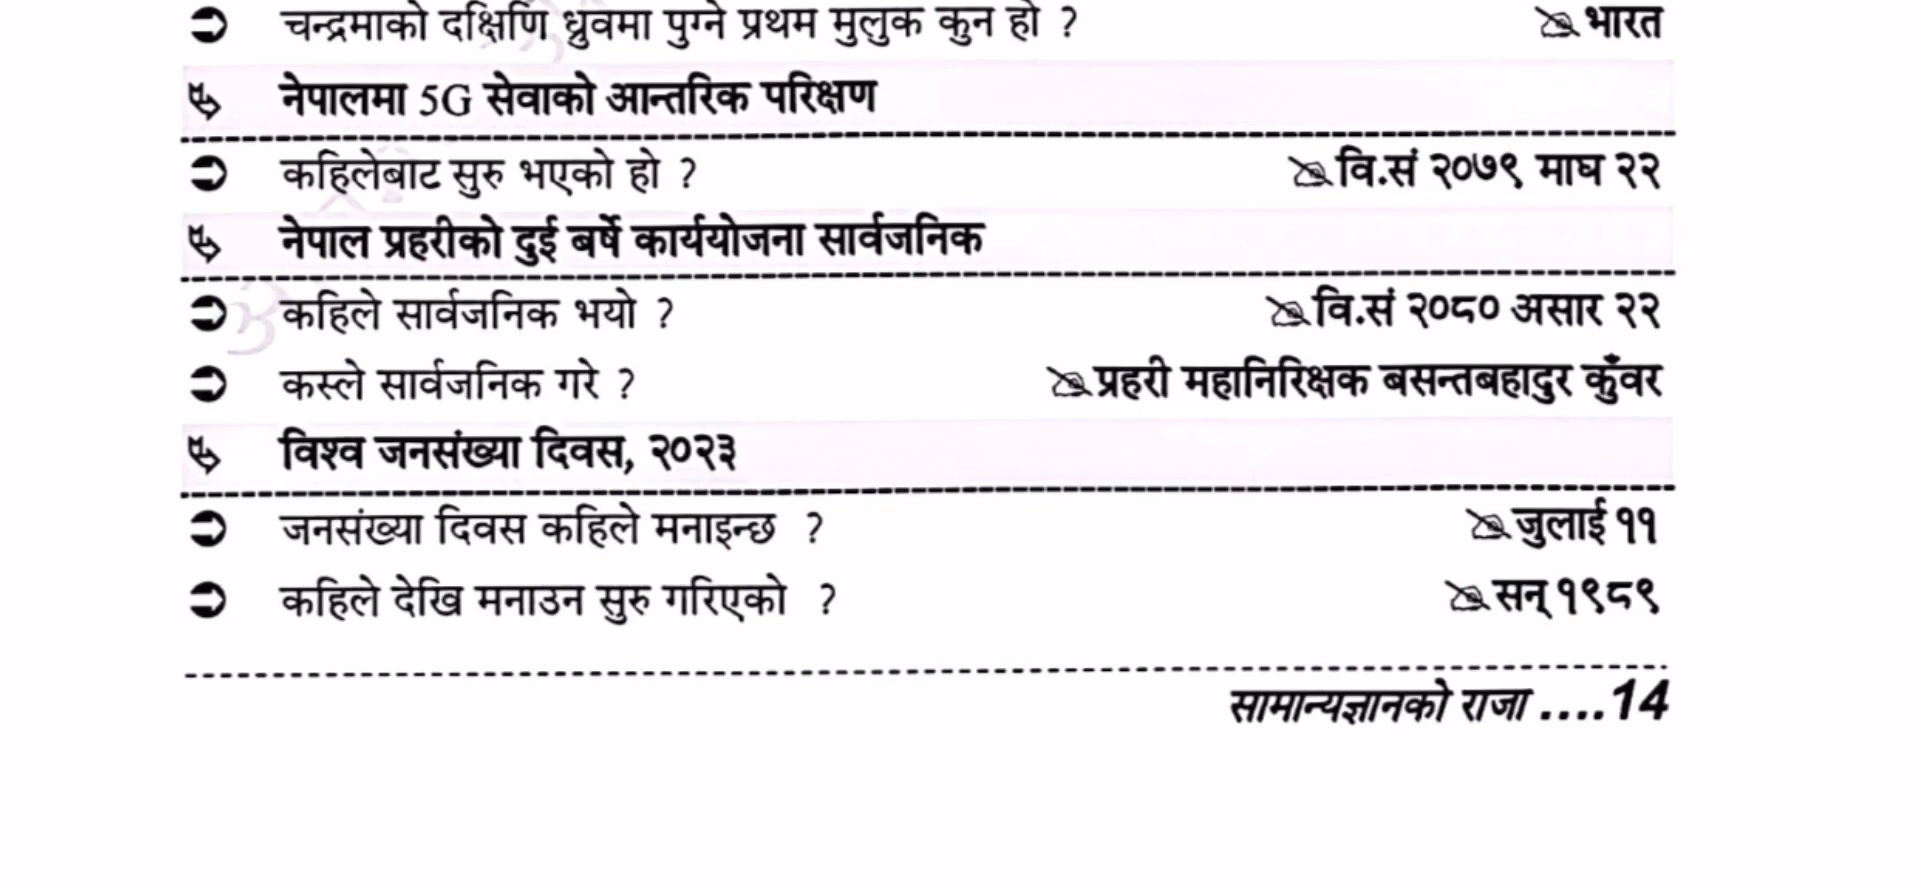 चन्द्रमाको दक्षिणि ध्रुवमा पुग्ने प्रथम मुलुक कुन हो ? भारत
नेपालमा 5G सेवाको आन्तरिक परिक्षण
कहिलेबाट सुरु भएको हो ? वि.सं २०७९ माघ २२
नेपाल प्रहरीको दुई बर्षे कार्ययोजना सार्वजनिक
कहिले सार्वजनिक भयो ? वि.सं २०८० असार २२
कस्ले सार्वजनिक गरे ? प्रहरी महानिरिक्षक बसन्तबहादुर कुँवर
विश्व जनसंख्या दिवस, २०२३
जनसंख्या दिवस कहिले मनाइन्छ ? जुलाई ११
कहिले देखि मनाउन सुरु गरिएको ? सन् १९८९
सामान्यज्ञानको राजा ....14